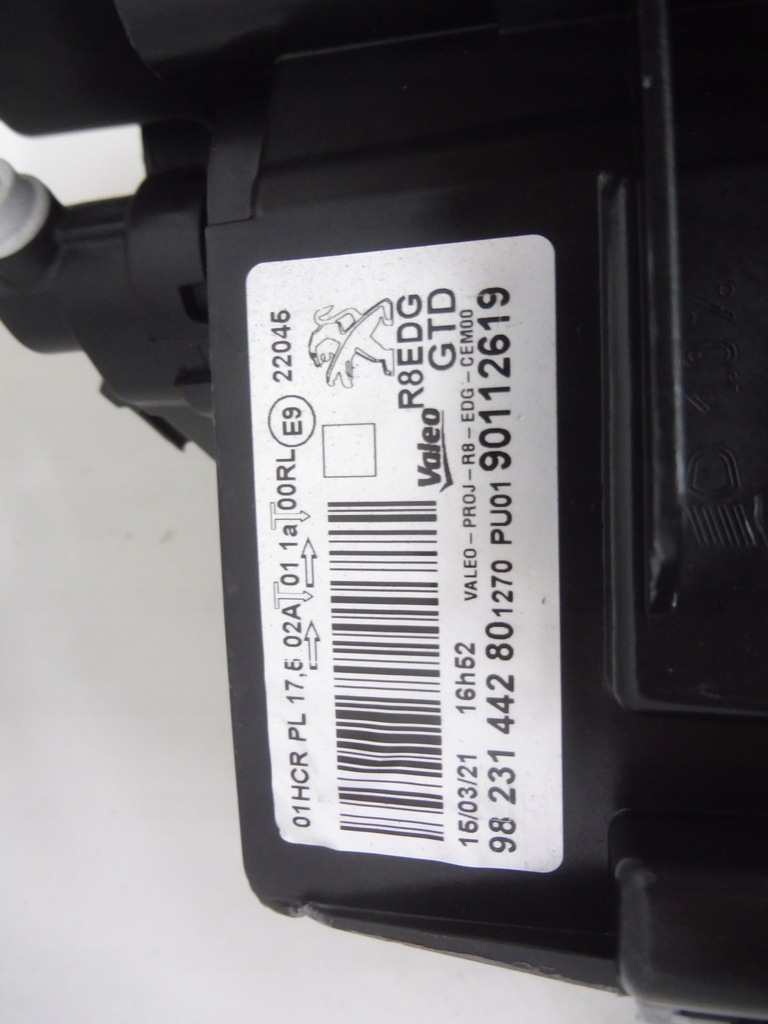 01HCR PL 17,5 02A 01 1a 00RL E9 22045
R8EDG
Valeo GTD
15/03/21 16h52 VALEO-PROJ-R8-EDG-CEM00
98 231 442 80 1270 PU01 90112619